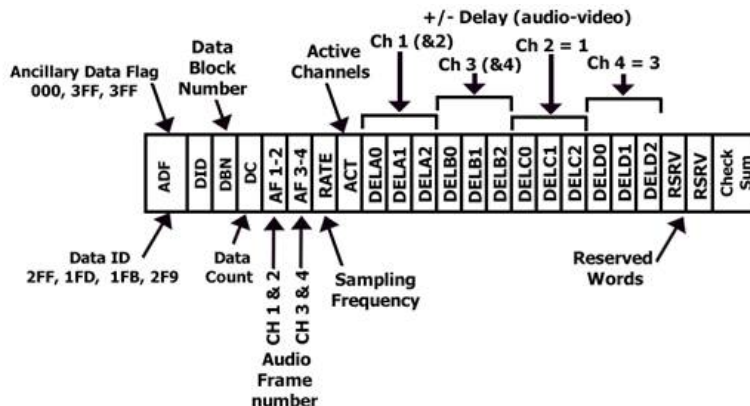 +/- Delay (audio-video)
Ch 1 (&2)
Ch 3 (&4)
Ch 2 = 1
Ch 4 = 3
Active
Channels
Data
Block
Number
Ancillary Data Flag
000, 3FF, 3FF
ADF
DID
DBN
DC
AF 1-2
AF 3-4
RATE
ACT
DELA0
DELA1
DELA2
DELB0
DELB1
DELB2
DELC0
DELC1
DELC2
DELD0
DELD1
DELD2
RSRV
RSRV
Check
Sum
Data ID
2FF, 1FD, 1FB, 2F9
Data
Count
CH 1 & 2
CH 3 & 4
Audio
Frame
number
Sampling
Frequency
Reserved
Words